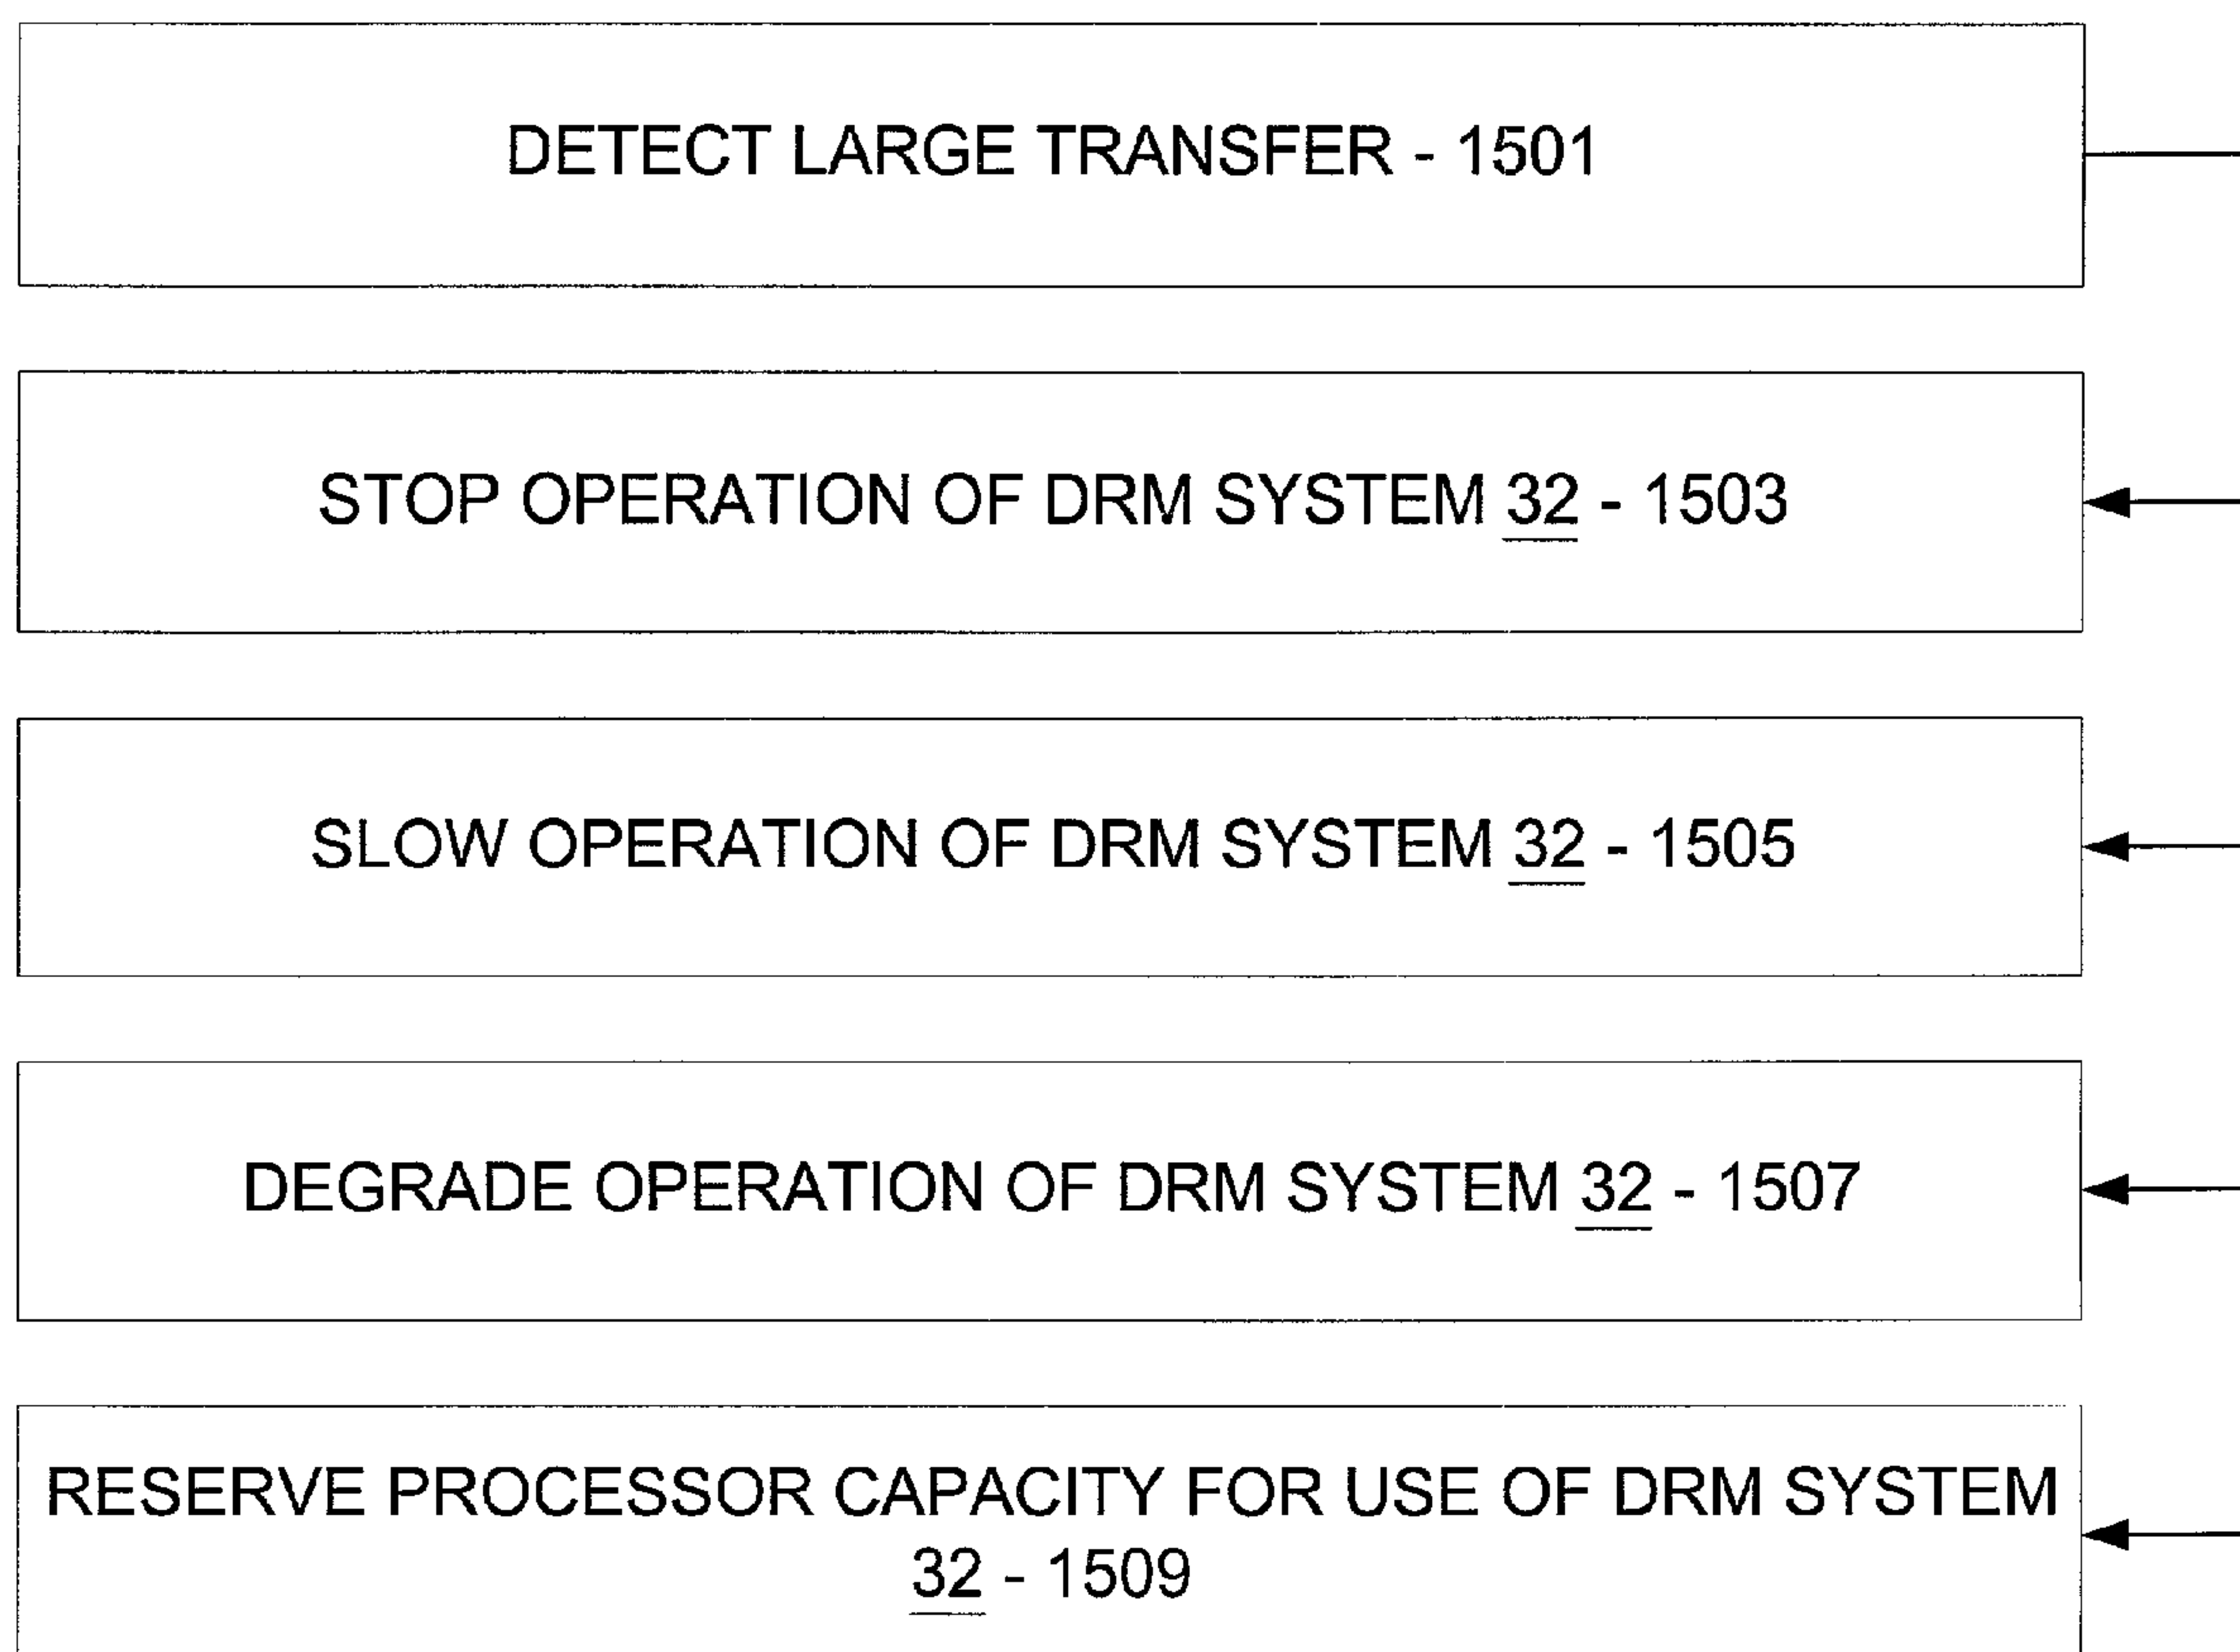 DETECT LARGE TRANSFER - 1501
STOP OPERATION OF DRM SYSTEM 32 - 1503
SLOW OPERATION OF DRM SYSTEM 32 - 1505
DEGRADE OPERATION OF DRM SYSTEM 32 - 1507
RESERVE PROCESSOR CAPACITY FOR USE OF DRM SYSTEM
32 - 1509